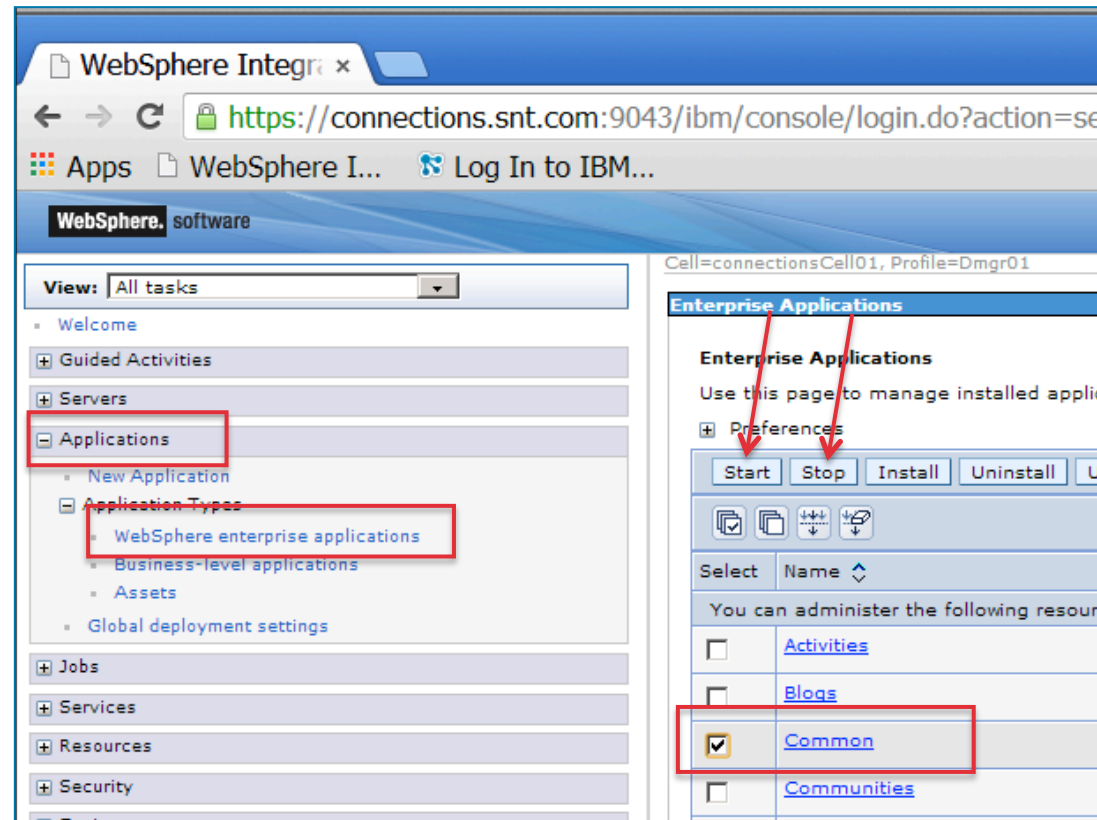 WebSphere Integra ×
https://connections.snt.com:9043/ibm/console/login.do?action=se
Apps WebSphere I... Log In to IBM...
WebSphere. software
View: All tasks
Welcome
Guided Activities
Servers
Applications
New Application
Application Types
WebSphere enterprise applications
Business-level applications
Assets
Global deployment settings
Jobs
Services
Resources
Security
Cell=connectionsCell01, Profile=Dmgr01
Enterprise Applications
Enterprise Applications
Use this page to manage installed appli
Preferences
Start Stop Install Uninstall U
Select Name
You can administer the following resour
Activities
Blogs
Common
Communities